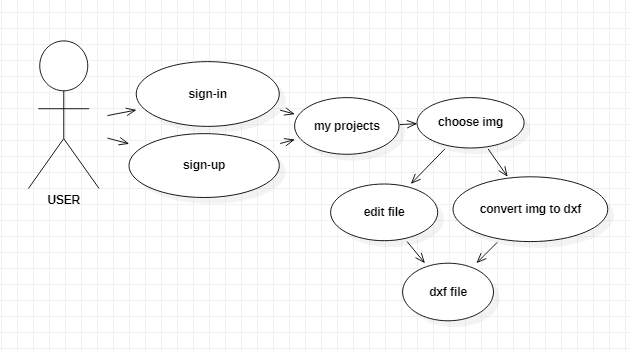 sign-in
my projects
choose img
sign-up
USER
edit file
convert img to dxf
dxf file